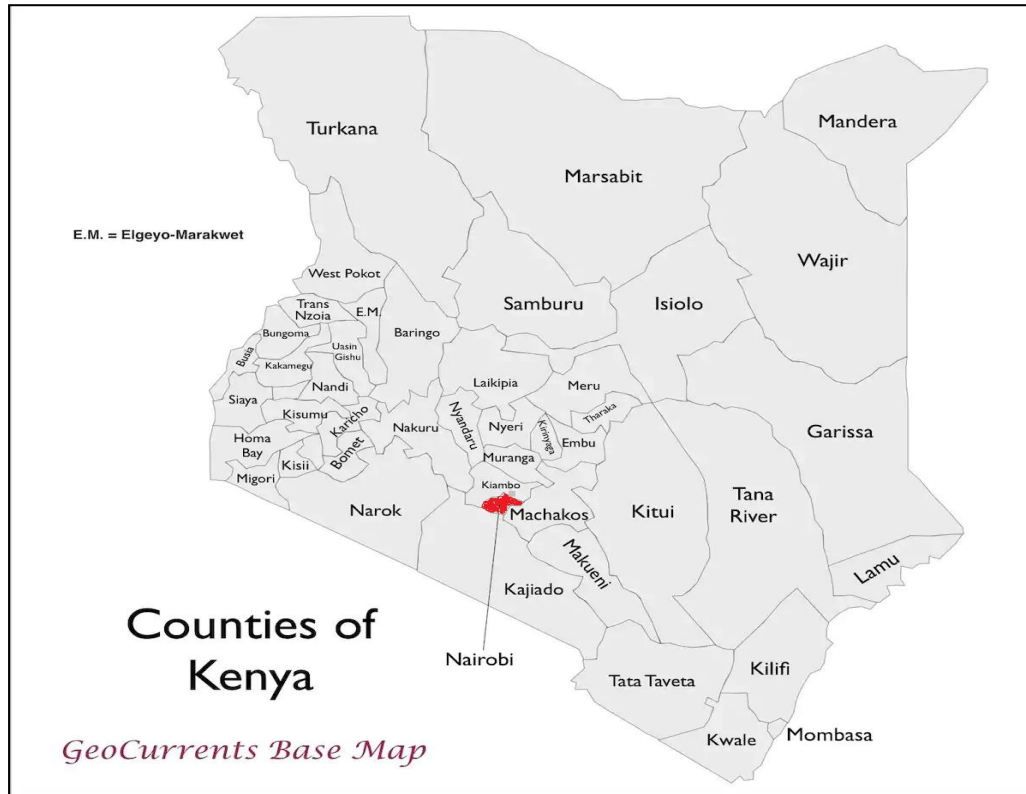 Turkana
Marsabit
Mandera
E.M. = Elgeyo-Marakwet
Wajir
West Pokot
Samburu
Isiolo
Trans
Nzoia
E.M.
Baringo
Bungoma
Uasin
Gishu
Busia
Kakamegu
Nandi
Laikipia
Meru
Siaya
Kisumu
Karicho
Nakuru
Nyandaru
Nyeri
Kirinyaga
Tharaka
Embu
Garissa
Homa
Bay
Kisii
Bomet
Muranga
Migori
Kiambo
Narok
Machakos
Kitui
Tana
River
Makueni
Lamu
Kajiado
Counties of
Kenya
Nairobi
Kilifi
Tata Taveta
Kwale
Mombasa
GeoCurrents Base Map